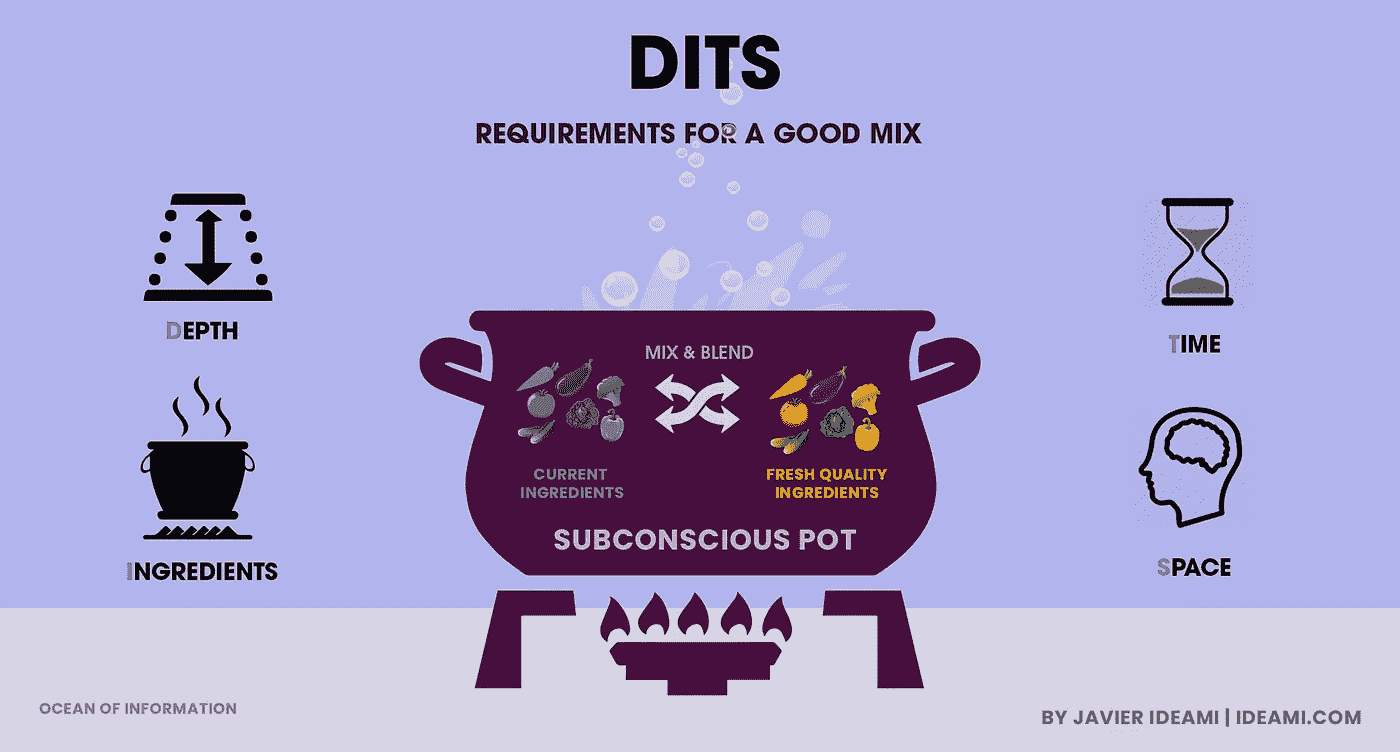 DITS
REQUIREMENTS FOR A GOOD MIX
DEPTH
INGREDIENTS
MIX & BLEND
CURRENT
INGREDIENTS
FRESH QUALITY
INGREDIENTS
SUBCONSCIOUS POT
TIME
SPACE
OCEAN OF INFORMATION
BY JAVIER IDEAMI | IDEAMI.COM